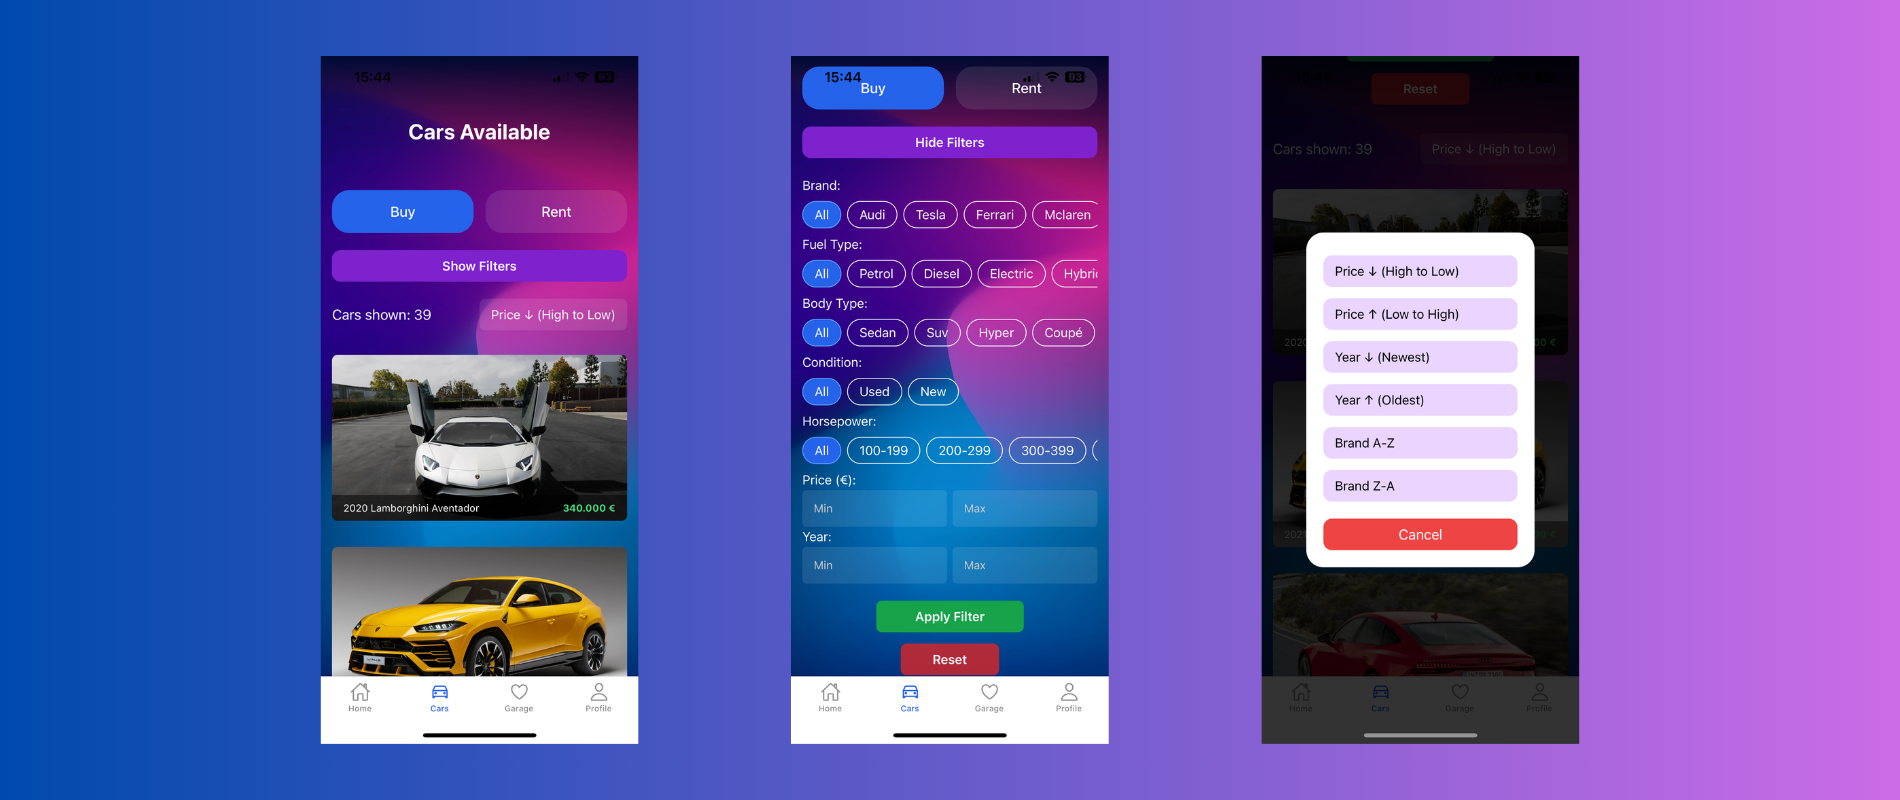 15:44
93
Cars Available
Buy
Rent
Show Filters
Cars shown: 39
Price ↓ (High to Low)
2020 Lamborghini Aventador
340.000 €
Home
Cars
Garage
Profile
15:44
93
Buy
Rent
Hide Filters
Brand:
All
Audi
Tesla
Ferrari
Mclaren
Fuel Type:
All
Petrol
Diesel
Electric
Hybric
Body Type:
All
Sedan
Suv
Hyper
Coupé
Condition:
All
Used
New
Horsepower:
All
100-199
200-299
300-399
Price (€):
Min
Max
Year:
Min
Max
Apply Filter
Reset
Home
Cars
Garage
Profile
Reset
Cars shown: 39
Price ↓ (High to Low)
Price ↓ (High to Low)
Price ↑ (Low to High)
Year ↓ (Newest)
Year ↑ (Oldest)
Brand A-Z
Brand Z-A
Cancel
Home
Cars
Garage
Profile